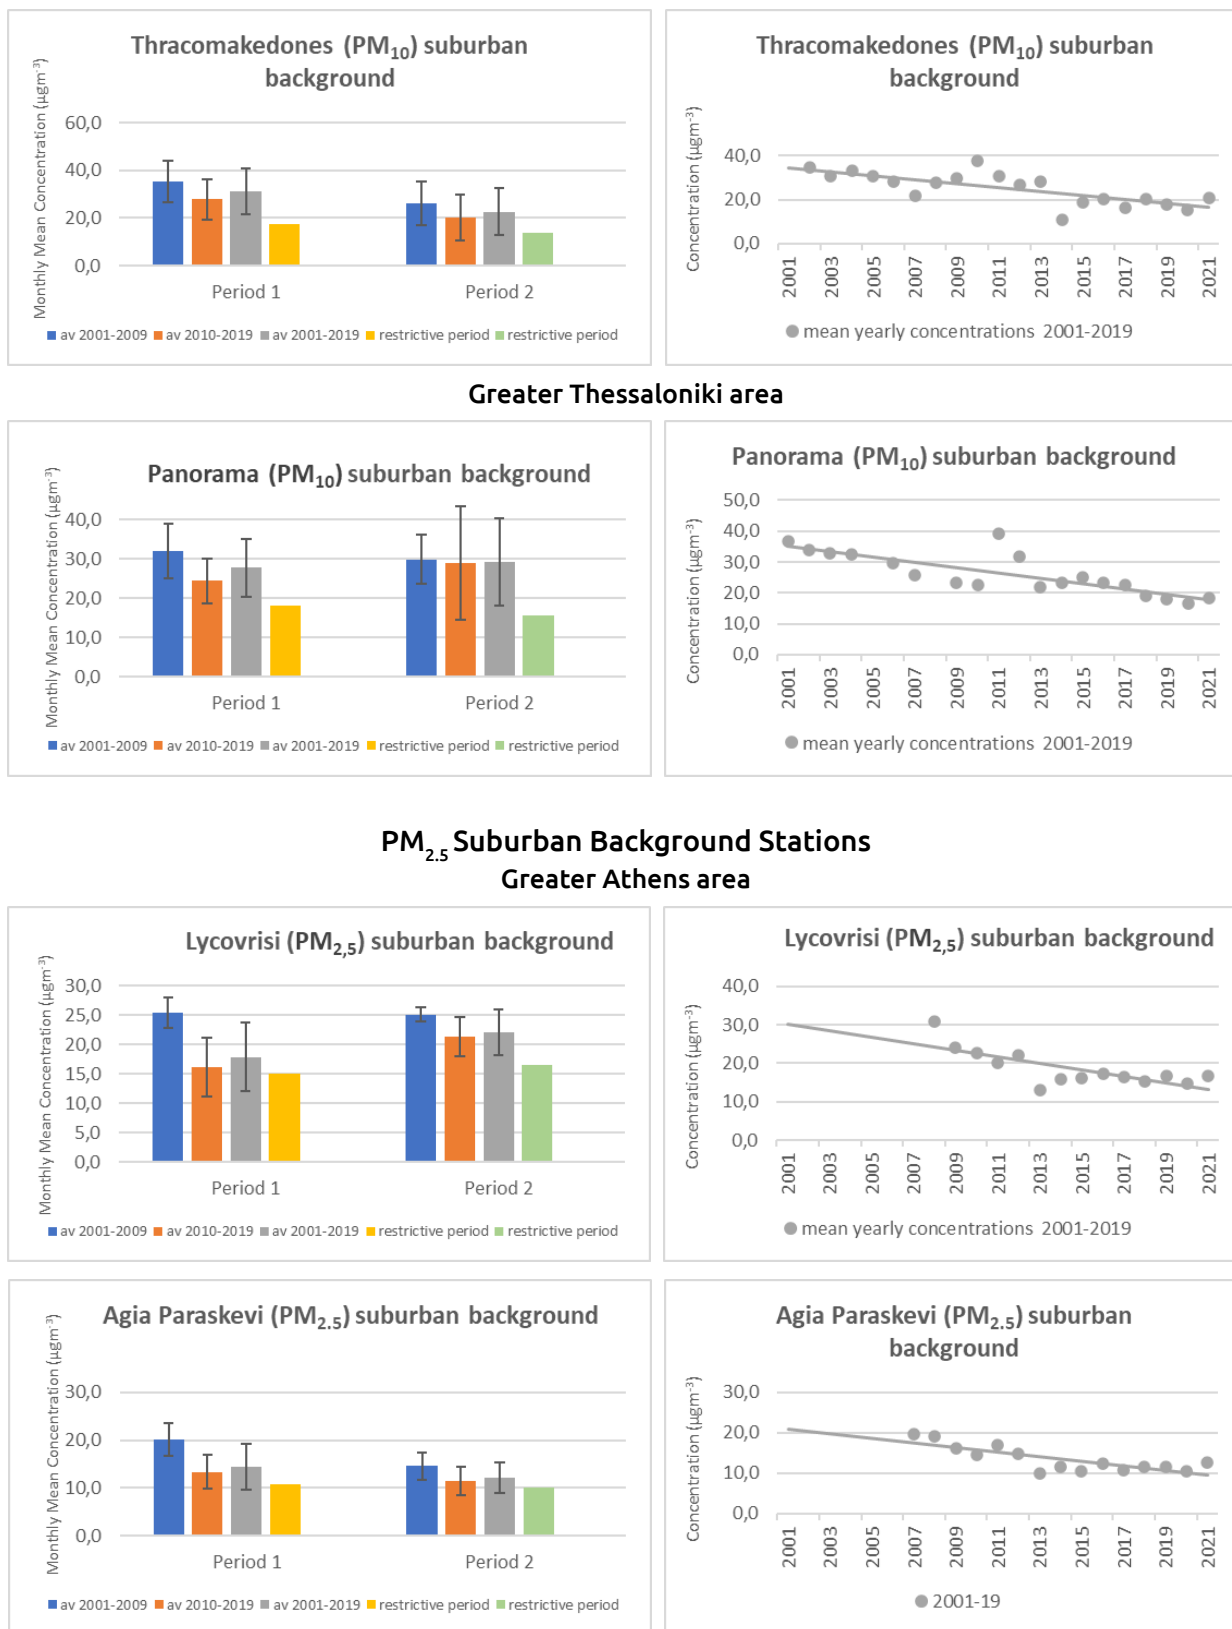 Thracomakedones (PM10) suburban
background
Monthly Mean Concentration (µgm-3)
60,0
40,0
20,0
0,0
Period 1
Period 2
av 2001-2009
av 2010-2019
av 2001-2019
restrictive period
restrictive period
Thracomakedones (PM10) suburban
background
Concentration (µgm-3)
40,0
20,0
0,0
2001
2003
2005
2007
2009
2011
2013
2015
2017
2019
2021
mean yearly concentrations 2001-2019
Greater Thessaloniki area
Panorama (PM10) suburban background
Monthly Mean Concentration (µgm-3)
40,0
30,0
20,0
10,0
0,0
Period 1
Period 2
av 2001-2009
av 2010-2019
av 2001-2019
restrictive period
restrictive period
Panorama (PM10) suburban background
Concentration (µgm-3)
50,0
40,0
30,0
20,0
10,0
0,0
2001
2003
2005
2007
2009
2011
2013
2015
2017
2019
2021
mean yearly concentrations 2001-2019
PM2.5 Suburban Background Stations
Greater Athens area
Lycovrisi (PM2,5) suburban background
Monthly Mean Concentration (µgm-3)
30,0
25,0
20,0
15,0
10,0
5,0
0,0
Period 1
Period 2
av 2001-2009
av 2010-2019
av 2001-2019
restrictive period
restrictive period
Lycovrisi (PM2,5) suburban background
Concentration (µgm-3)
40,0
30,0
20,0
10,0
0,0
2001
2003
2005
2007
2009
2011
2013
2015
2017
2019
2021
mean yearly concentrations 2001-2019
Agia Paraskevi (PM2.5) suburban background
Monthly Mean Concentration (µgm-3)
30,0
20,0
10,0
0,0
Period 1
Period 2
av 2001-2009
av 2010-2019
av 2001-2019
restrictive period
restrictive period
Agia Paraskevi (PM2.5) suburban
background
Concentration (µgm-3)
30,0
20,0
10,0
0,0
2001
2003
2005
2007
2009
2011
2013
2015
2017
2019
2021
2001-19